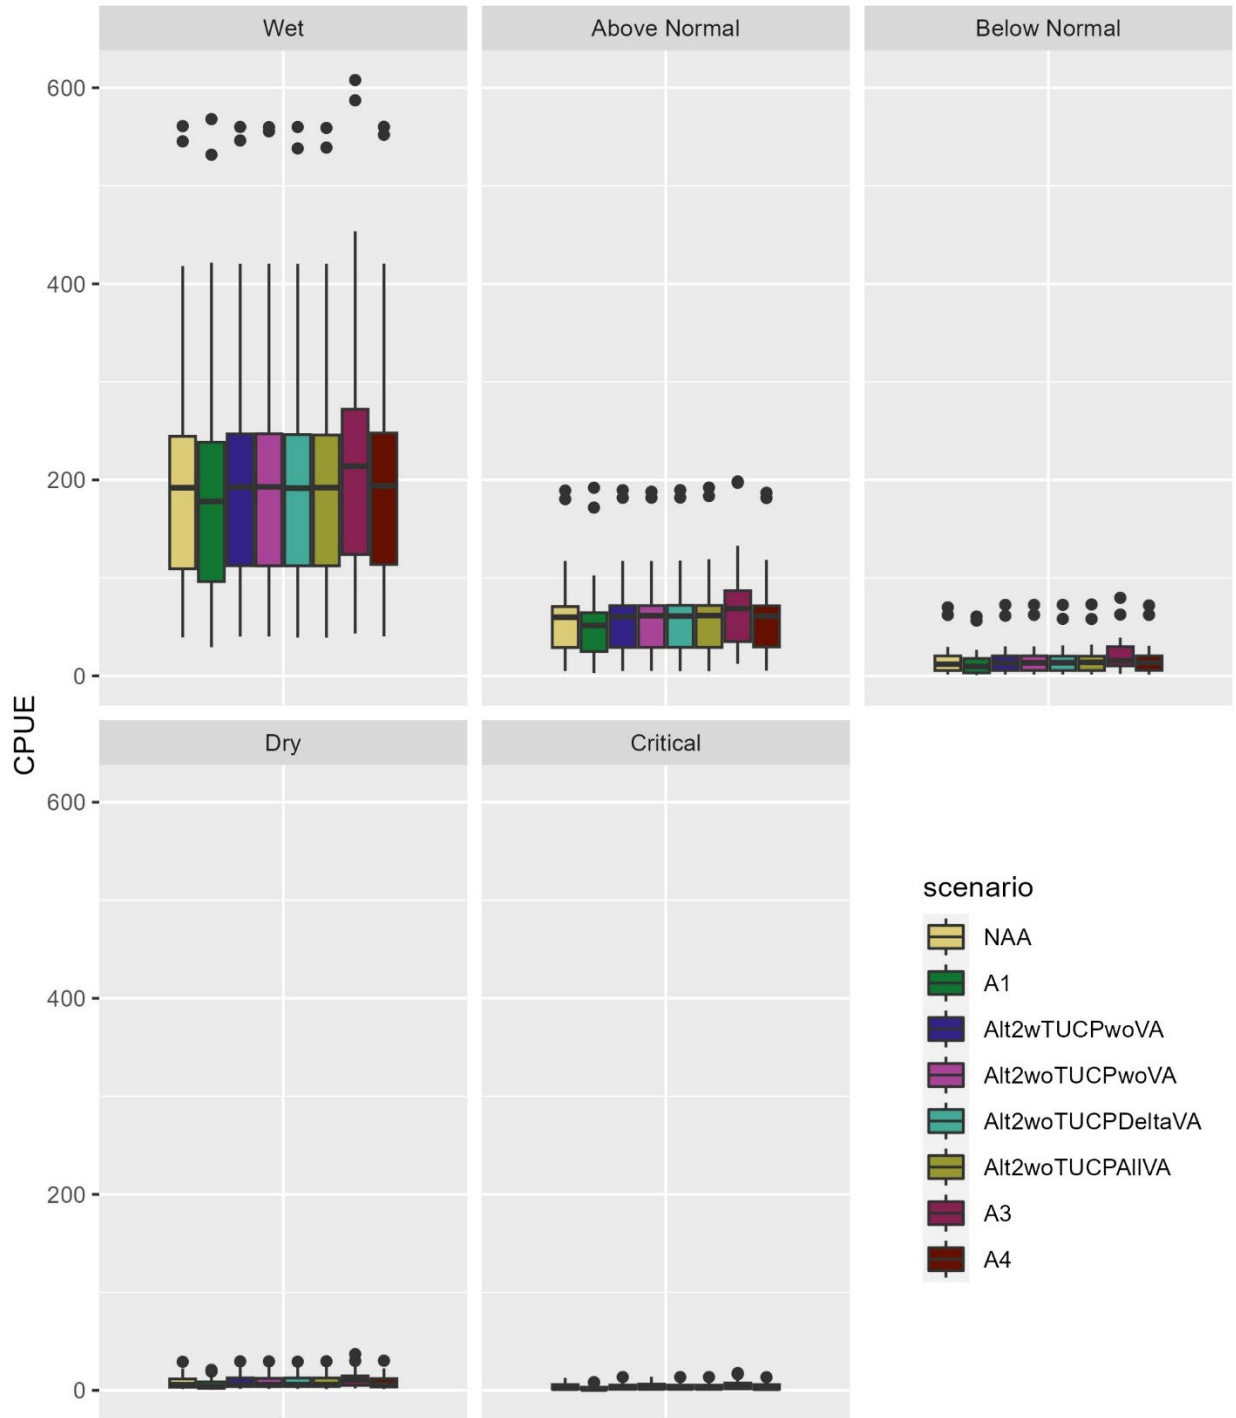 Wet
Above Normal
Below Normal
600
400
200
0
CPUE
Dry
Critical
600
400
200
0
scenario
NAA
A1
Alt2wTUCPwoVA
Alt2woTUCPwoVA
Alt2woTUCPDeltaVA
Alt2woTUCPAllVA
A3
A4